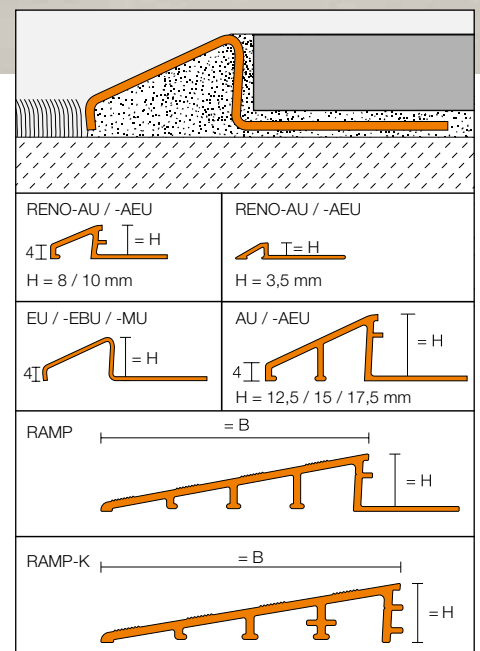 RENO-AU / -AEU
4
= H
H = 8 / 10 mm
RENO-AU / -AEU
= H
H = 3,5 mm
EU / -EBU / -MU
4
= H
AU / -AEU
4
= H
H = 12,5 / 15 / 17,5 mm
RAMP
= B
= H
RAMP-K
= B
= H